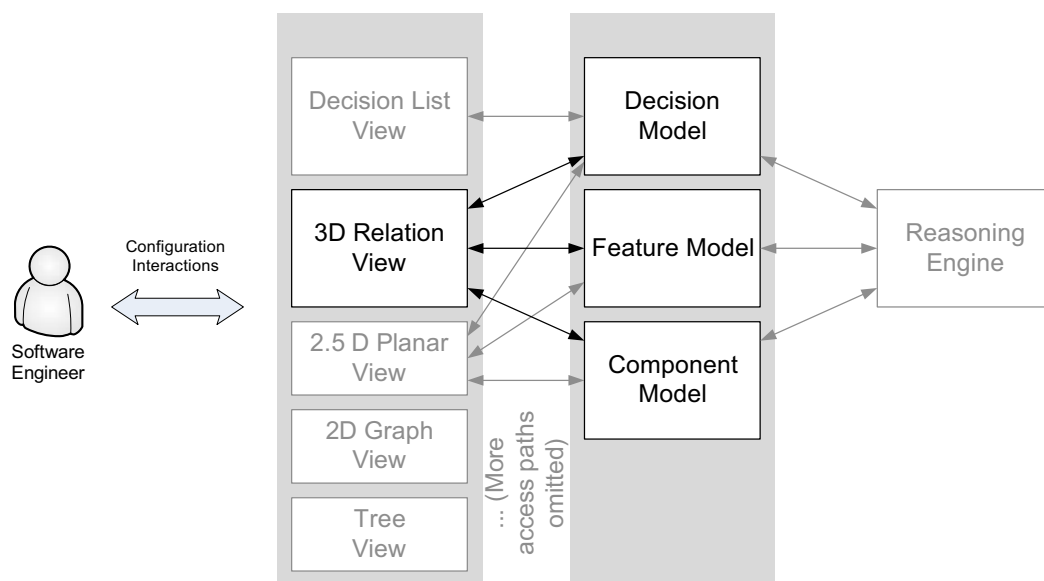 Software
Engineer
Configuration
Interactions
Decision List
View
3D Relation
View
2.5 D Planar
View
2D Graph
View
Tree
View
... (More
access paths
omitted)
Decision
Model
Feature Model
Component
Model
Reasoning
Engine